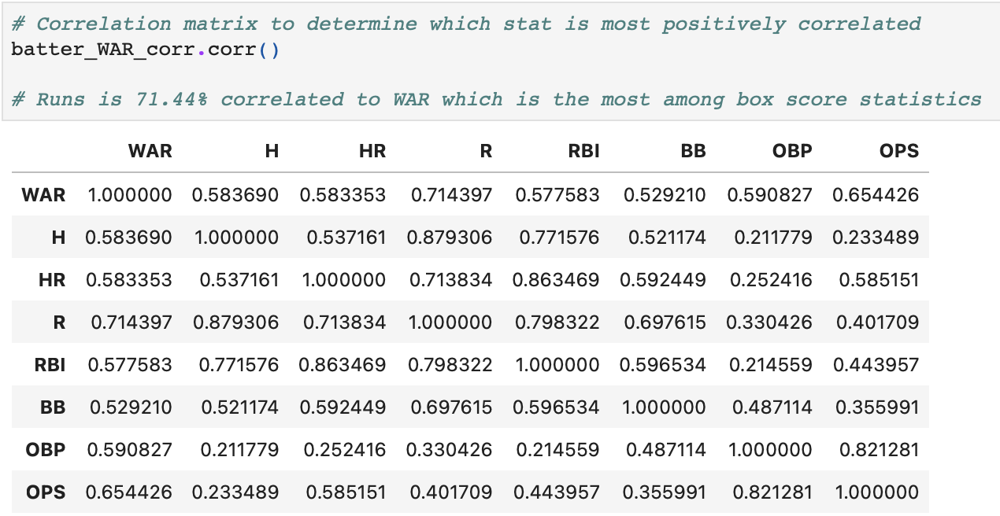 # Correlation matrix to determine which stat is most positively correlated
batter_WAR_corr.corr()
# Runs is 71.44% correlated to WAR which is the most among box score statistics
WAR H HR R RBI BB OBP OPS
WAR 1.000000 0.583690 0.583353 0.714397 0.577583 0.529210 0.590827 0.654426
H 0.583690 1.000000 0.537161 0.879306 0.771576 0.521174 0.211779 0.233489
HR 0.583353 0.537161 1.000000 0.713834 0.863469 0.592449 0.252416 0.585151
R 0.714397 0.879306 0.713834 1.000000 0.798322 0.697615 0.330426 0.401709
RBI 0.577583 0.771576 0.863469 0.798322 1.000000 0.596534 0.214559 0.443957
BB 0.529210 0.521174 0.592449 0.697615 0.596534 1.000000 0.487114 0.355991
OBP 0.590827 0.211779 0.252416 0.330426 0.214559 0.487114 1.000000 0.821281
OPS 0.654426 0.233489 0.585151 0.401709 0.443957 0.355991 0.821281 1.000000